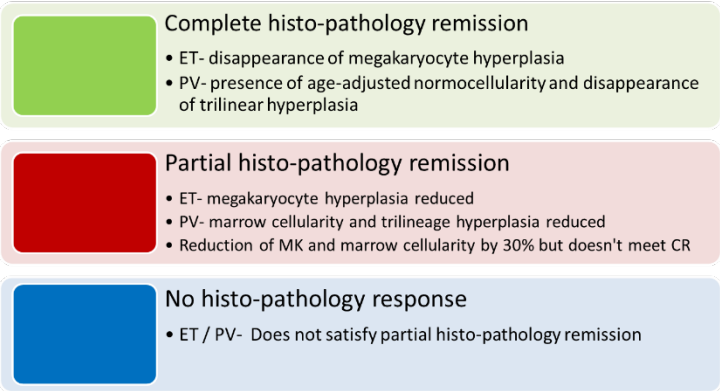 Complete histo-pathology remission
• ET- disappearance of megakaryocyte hyperplasia
• PV- presence of age-adjusted normocellularity and disappearance
of trilinear hyperplasia
Partial histo-pathology remission
• ET- megakaryocyte hyperplasia reduced
• PV- marrow cellularity and trilineage hyperplasia reduced
• Reduction of MK and marrow cellularity by 30% but doesn't meet CR
No histo-pathology response
• ET / PV- Does not satisfy partial histo-pathology remission